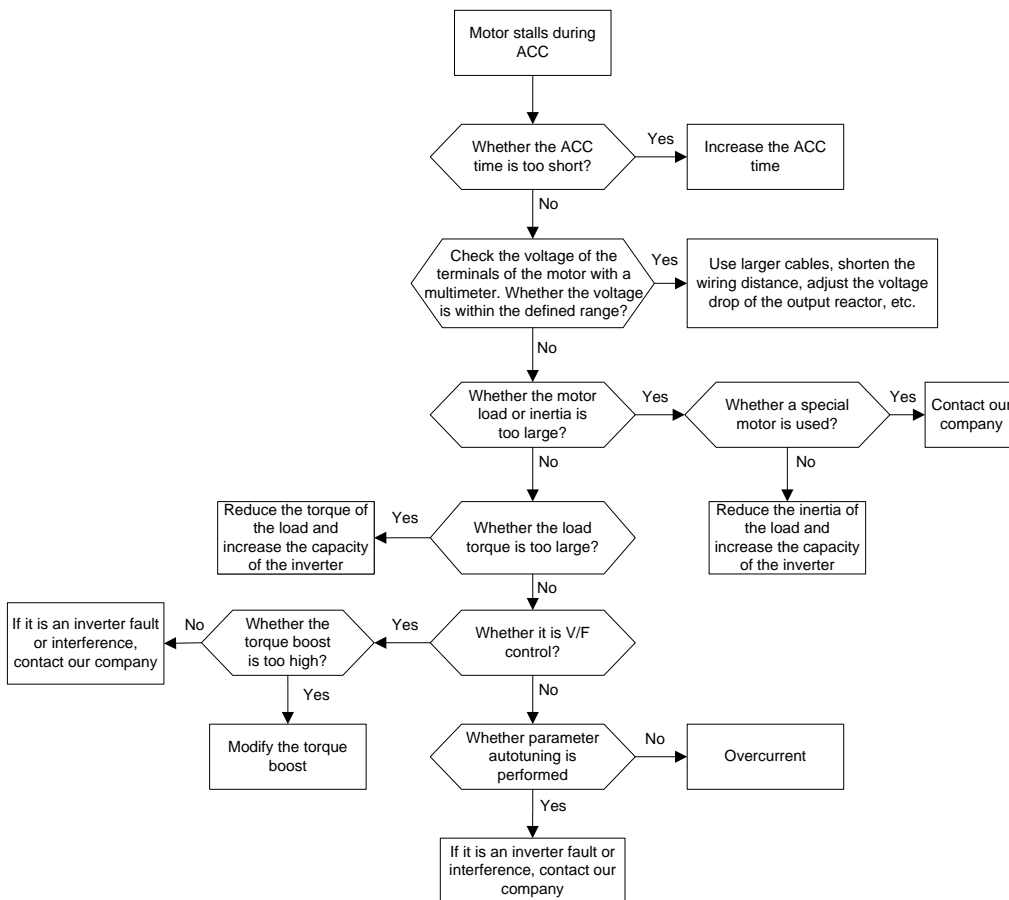 Motor stalls during
ACC
Whether the ACC
time is too short?
Yes
Increase the ACC
time
No
Check the voltage of the
terminals of the motor with a
multimeter. Whether the voltage
is within the defined range?
Yes
Use larger cables, shorten the
wiring distance, adjust the voltage
drop of the output reactor, etc.
No
Whether the motor
load or inertia is
too large?
Yes
Whether a special
motor is used?
Yes
Contact our
company
No
No
Reduce the inertia of
the load and
increase the capacity
of the inverter
Whether the load
torque is too large?
Yes
Reduce the torque of
the load and
increase the capacity
of the inverter
No
Whether it is V/F
control?
Yes
Whether the
torque boost
is too high?
No
If it is an inverter fault
or interference,
contact our company
Yes
Modify the torque
boost
No
Whether parameter
autotuning is
performed
No
Overcurrent
Yes
If it is an inverter fault or
interference, contact our
company